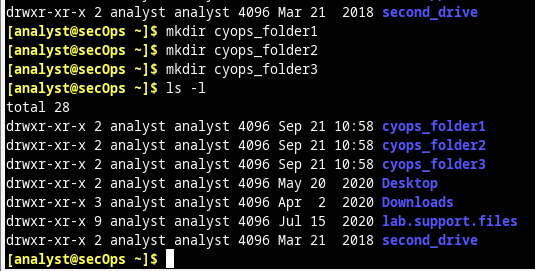 drwxr-xr-x 2 analyst analyst 4096 Mar 21  2018 second_drive
[analyst@secOps ~]$ mkdir cyops_folder1
[analyst@secOps ~]$ mkdir cyops_folder2
[analyst@secOps ~]$ mkdir cyops_folder3
[analyst@secOps ~]$ ls -l
total 28
drwxr-xr-x 2 analyst analyst 4096 Sep 21 10:58 cyops_folder1
drwxr-xr-x 2 analyst analyst 4096 Sep 21 10:58 cyops_folder2
drwxr-xr-x 2 analyst analyst 4096 Sep 21 10:58 cyops_folder3
drwxr-xr-x 2 analyst analyst 4096 May 20  2020 Desktop
drwxr-xr-x 3 analyst analyst 4096 Apr  2  2020 Downloads
drwxr-xr-x 9 analyst analyst 4096 Jul 15  2020 lab.support.files
drwxr-xr-x 2 analyst analyst 4096 Mar 21  2018 second_drive
[analyst@secOps ~]$